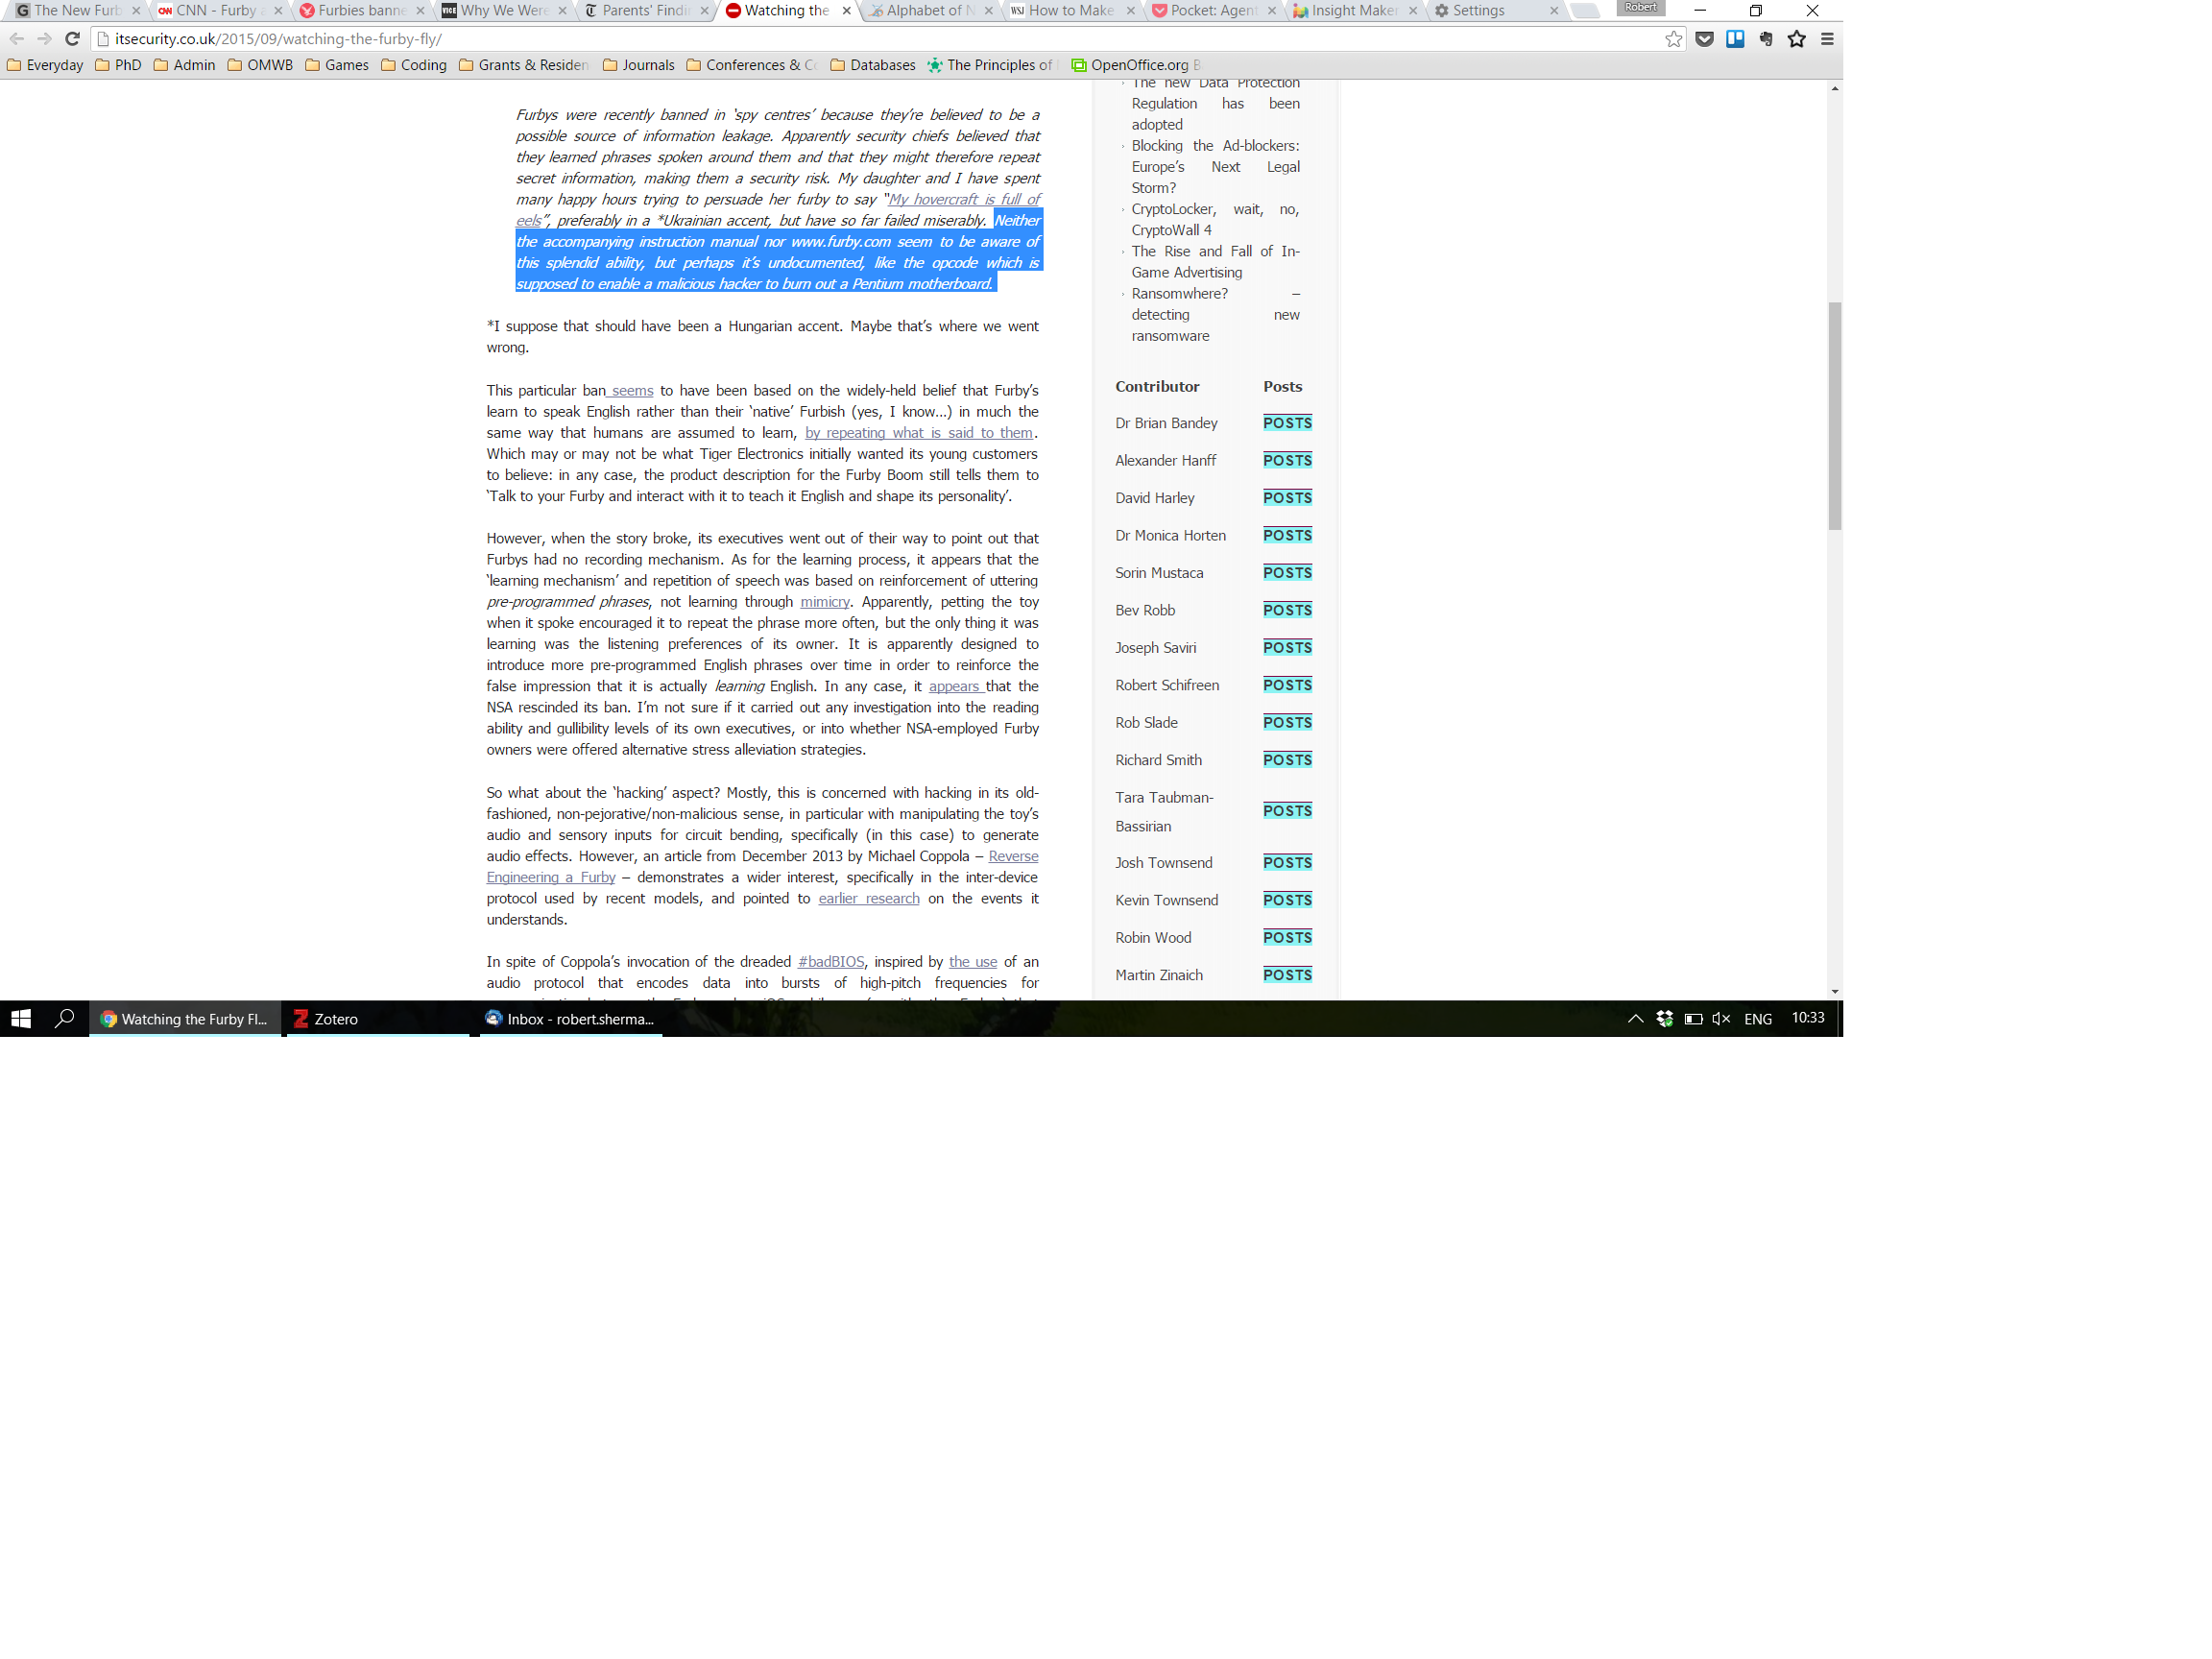 The New Furb
CNN - Furby a
Furbies banne
Why We Were
Parents' Findi
Watching the
Alphabet of N
How to Make
Pocket: Agent
Insight Maker
Settings
Robert
itsecurity.co.uk/2015/09/watching-the-furby-fly/
Everyday
PhD
Admin
OMWB
Games
Coding
Grants & Residen
Journals
Conferences & Co
Databases
The Principles of
OpenOffice.org B
Furbys were recently banned in ‘spy centres’ because they’re believed to be a
possible source of information leakage. Apparently security chiefs believed that
they learned phrases spoken around them and that they might therefore repeat
secret information, making them a security risk. My daughter and I have spent
many happy hours trying to persuade her furby to say “My hovercraft is full of
eels”, preferably in a *Ukrainian accent, but have so far failed miserably. Neither
the accompanying instruction manual nor www.furby.com seem to be aware of
this splendid ability, but perhaps it’s undocumented, like the opcode which is
supposed to enable a malicious hacker to burn out a Pentium motherboard.
*I suppose that should have been a Hungarian accent. Maybe that’s where we went
wrong.
This particular ban seems to have been based on the widely-held belief that Furby’s
learn to speak English rather than their ‘native’ Furbish (yes, I know…) in much the
same way that humans are assumed to learn, by repeating what is said to them.
Which may or may not be what Tiger Electronics initially wanted its young customers
to believe: in any case, the product description for the Furby Boom still tells them to
‘Talk to your Furby and interact with it to teach it English and shape its personality’.
However, when the story broke, its executives went out of their way to point out that
Furbys had no recording mechanism. As for the learning process, it appears that the
‘learning mechanism’ and repetition of speech was based on reinforcement of uttering
pre-programmed phrases, not learning through mimicry. Apparently, petting the toy
when it spoke encouraged it to repeat the phrase more often, but the only thing it was
learning was the listening preferences of its owner. It is apparently designed to
introduce more pre-programmed English phrases over time in order to reinforce the
false impression that it is actually learning English. In any case, it appears that the
NSA rescinded its ban. I’m not sure if it carried out any investigation into the reading
ability and gullibility levels of its own executives, or into whether NSA-employed Furby
owners were offered alternative stress alleviation strategies.
So what about the ‘hacking’ aspect? Mostly, this is concerned with hacking in its old-
fashioned, non-pejorative/non-malicious sense, in particular with manipulating the toy’s
audio and sensory inputs for circuit bending, specifically (in this case) to generate
audio effects. However, an article from December 2013 by Michael Coppola – Reverse
Engineering a Furby – demonstrates a wider interest, specifically in the inter-device
protocol used by recent models, and pointed to earlier research on the events it
understands.
In spite of Coppola’s invocation of the dreaded #badBIOS, inspired by the use of an
audio protocol that encodes data into bursts of high-pitch frequencies for
The new Data Protection
Regulation has been
adopted
Blocking the Ad-blockers:
Europe’s Next Legal
Storm?
CryptoLocker, wait, no,
CryptoWall 4
The Rise and Fall of In-
Game Advertising
Ransomwhere? –
detecting new
ransomware
Contributor Posts
Dr Brian Bandey POSTS
Alexander Hanff POSTS
David Harley POSTS
Dr Monica Horten POSTS
Sorin Mustaca POSTS
Bev Robb POSTS
Joseph Saviri POSTS
Robert Schifreen POSTS
Rob Slade POSTS
Richard Smith POSTS
Tara Taubman-
Bassirian POSTS
Josh Townsend POSTS
Kevin Townsend POSTS
Robin Wood POSTS
Martin Zinaich POSTS
Watching the Furby Fl...
Zotero
Inbox - robert.sherma...
ENG
10:33